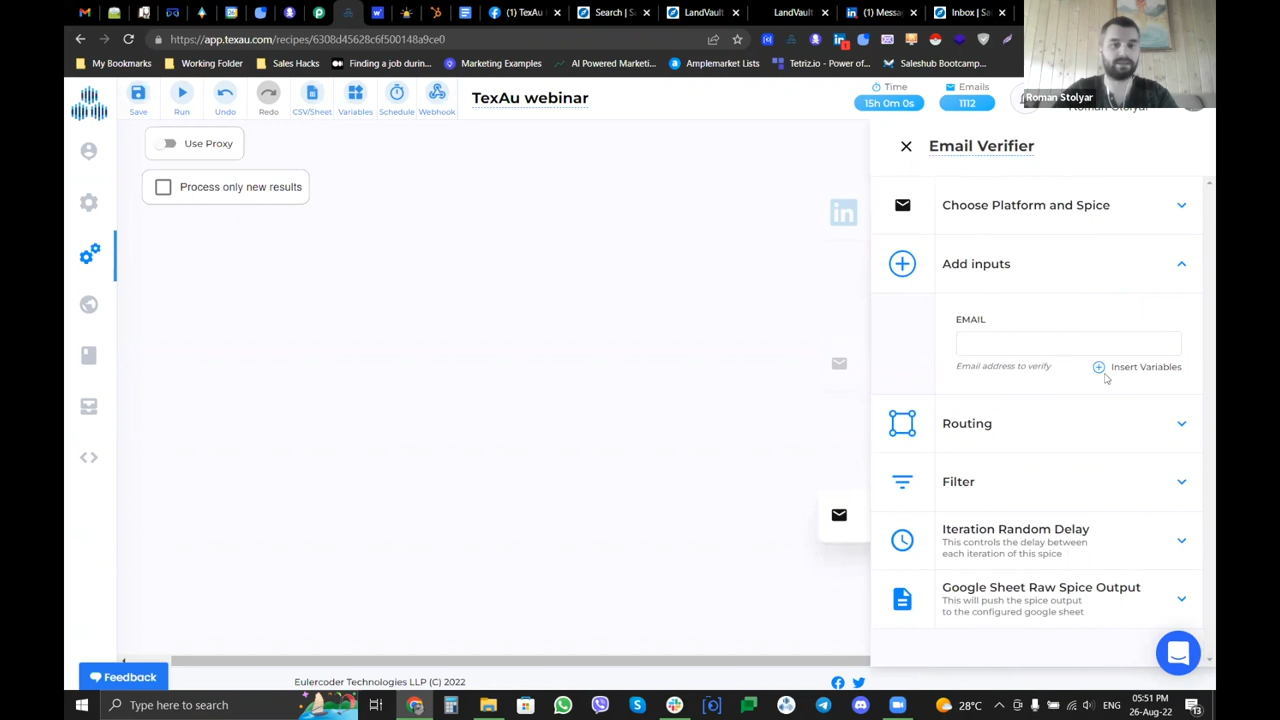 (1) TexAu
Search | S
LandVault
LandVault
(1) Messa
Inbox | Sa
https://app.texau.com/recipes/6308d45628c6f500148a9ce0
My Bookmarks
Working Folder
Sales Hacks
Finding a job durin...
Marketing Examples
AI Powered Marketi...
Amplemarket Lists
Tetriz.io - Power of...
Saleshub Bootcamp...
Save
Run
Undo
Redo
CSV/Sheet
Variables
Schedule
Webhook
TexAu webinar
Time
15h 0m 0s
Emails
1112
Roman Stolyar
Use Proxy
Process only new results
Email Verifier
Choose Platform and Spice
Add inputs
EMAIL
Email address to verify
Insert Variables
Routing
Filter
Iteration Random Delay
This controls the delay between
each iteration of this spice
Google Sheet Raw Spice Output
This will push the spice output
to the configured google sheet
Feedback
Eulercoder Technologies LLP (C) 2022
Type here to search
28°C
ENG
05:51 PM
26-Aug-22
13